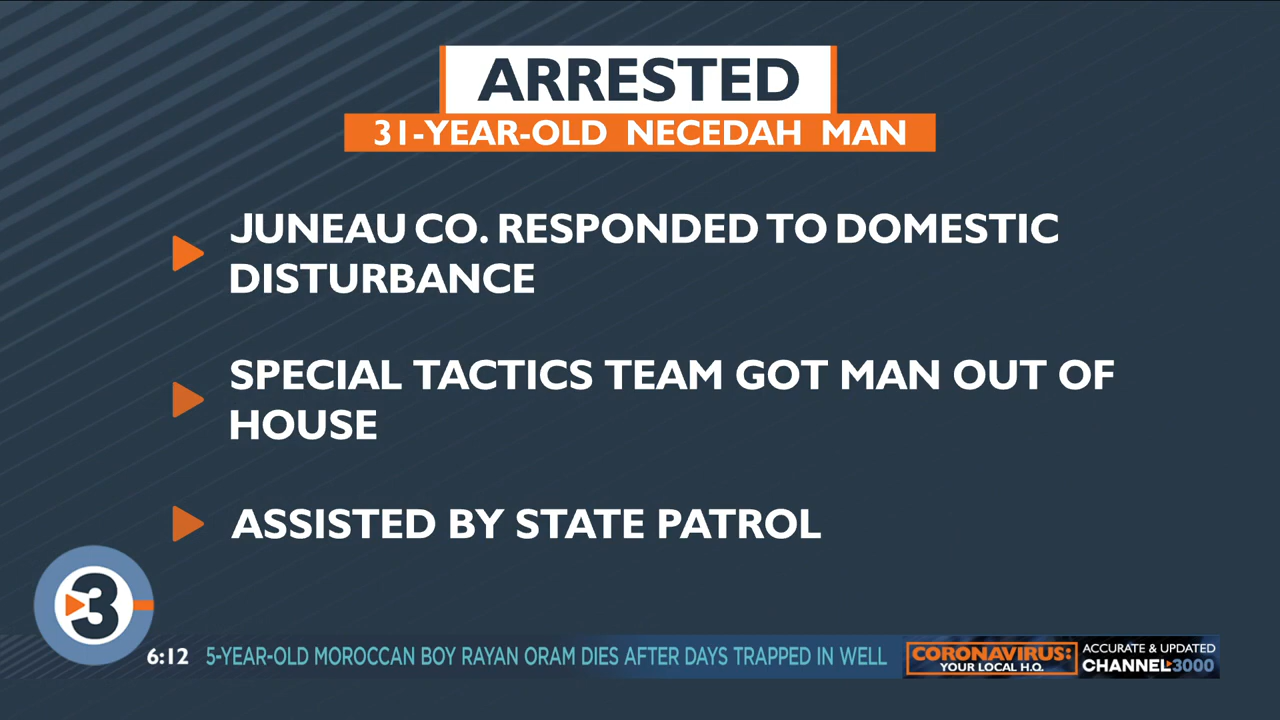 ARRESTED
31-YEAR-OLD NECEDAH MAN
JUNEAU CO. RESPONDED TO DOMESTIC
DISTURBANCE
SPECIAL TACTICS TEAM GOT MAN OUT OF
HOUSE
ASSISTED BY STATE PATROL
3
6:12 5-YEAR-OLD MOROCCAN BOY RAYAN ORAM DIES AFTER DAYS TRAPPED IN WELL
CORONAVIRUS:
YOUR LOCAL H.Q.
ACCURATE & UPDATED
CHANNEL3000